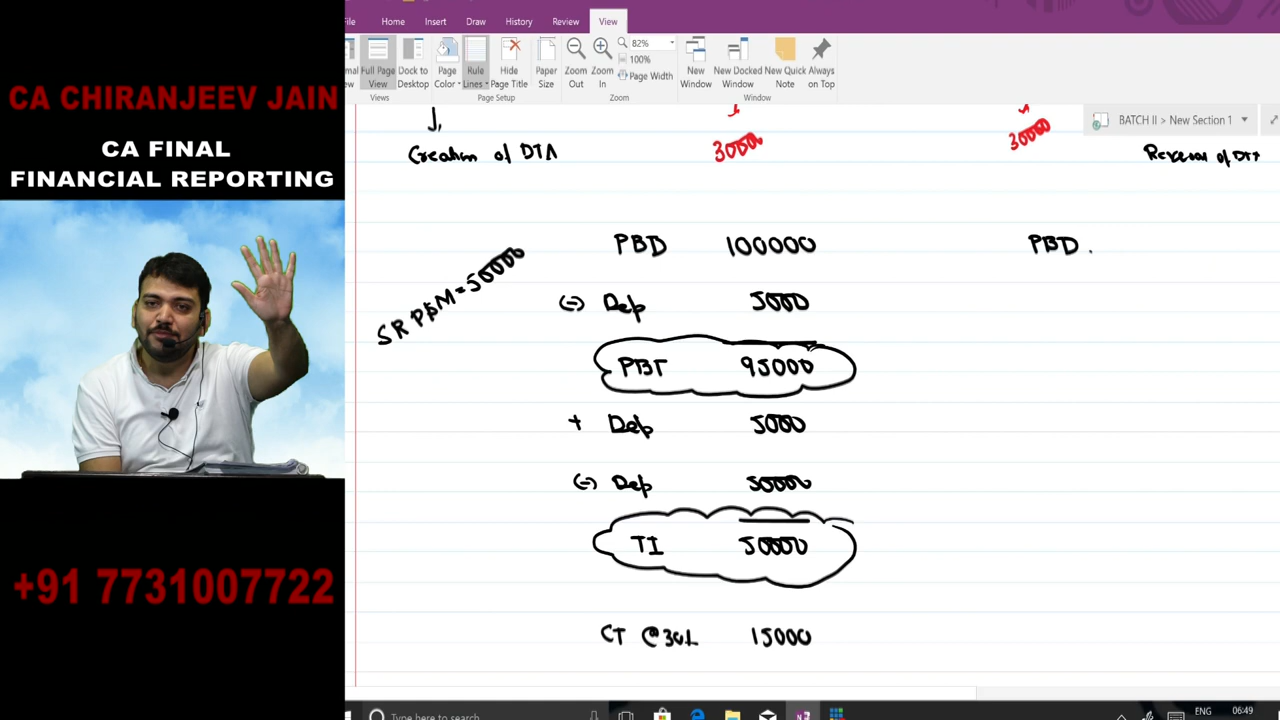 File Home Insert Draw History Review View
Full Page View Dock to Desktop Page Color Rule Lines Hide Page Title Paper Size Zoom Out Zoom In 82% 100% Page Width New Window New Docked Window New Quick Note Always on Top
Views Page Setup Zoom Window
BATCH II > New Section 1
CA CHIRANJEEV JAIN
CA FINAL
FINANCIAL REPORTING
+91 7731007722
Creation of DTA 30000 30000 Reversal of DTA
PBD 100000 PBD
SR P&M = 50000
(-) Dep 5000
PBT 95000
+ Dep 5000
(-) Dep 50000
TI 50000
CT @30% 15000
Type here to search
ENG 06:49